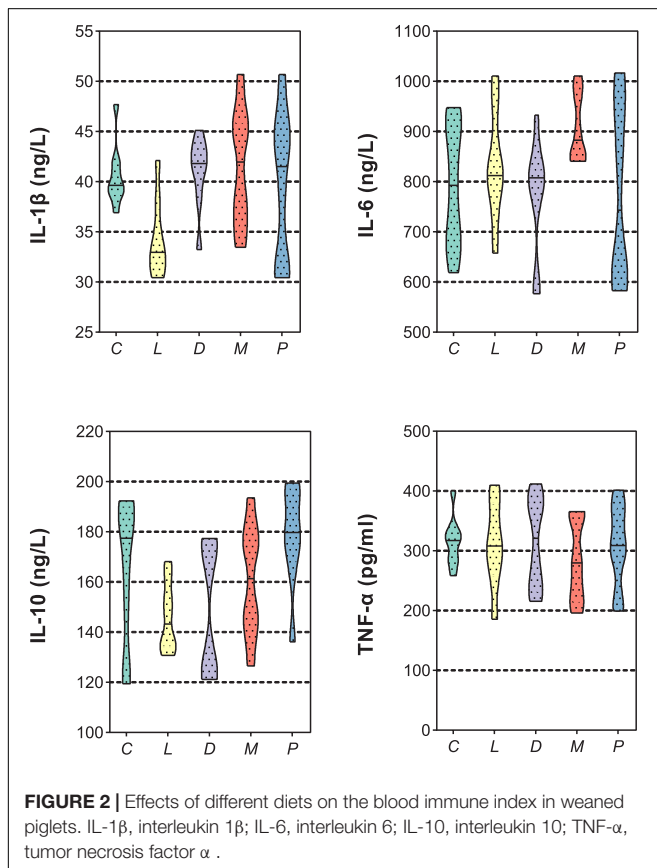 IL-1β (ng/L)
55
50
45
40
35
30
25
C L D M P
IL-6 (ng/L)
1100
1000
900
800
700
600
500
C L D M P
IL-10 (ng/L)
220
200
180
160
140
120
100
C L D M P
TNF-α (pg/ml)
500
400
300
200
100
0
C L D M P
FIGURE 2 | Effects of different diets on the blood immune index in weaned
piglets. IL-1β, interleukin 1β; IL-6, interleukin 6; IL-10, interleukin 10; TNF-α,
tumor necrosis factor α .